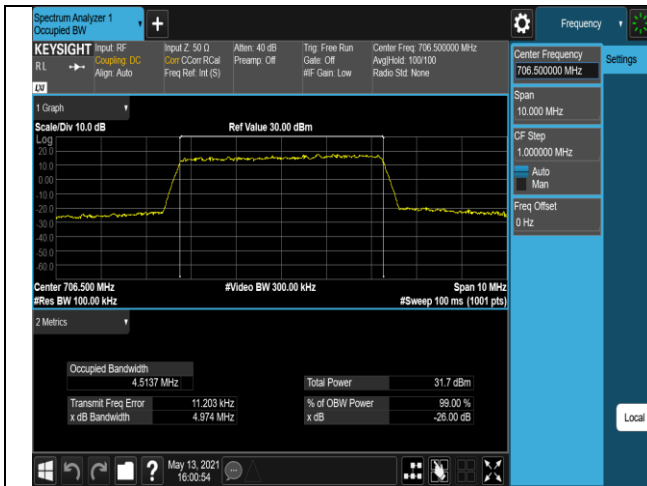 Spectrum Analyzer 1
Occupied BW
+
Frequency
KEYSIGHT
R L
LXI
Input: RF
Coupling: DC
Align: Auto
Input Z: 50 Ω
Corr CCorr RCal
Freq Ref: Int (S)
Atten: 40 dB
Preamp: Off
Trig: Free Run
Gate: Off
#IF Gain: Low
Center Freq: 706.500000 MHz
Avg|Hold: 100/100
Radio Std: None
1 Graph
Scale/Div 10.0 dB
Ref Value 30.00 dBm
Log
20.0
10.0
0.00
-10.0
-20.0
-30.0
-40.0
-50.0
-60.0
Center 706.500 MHz
#Video BW 300.00 kHz
Span 10 MHz
#Res BW 100.00 kHz
#Sweep 100 ms (1001 pts)
2 Metrics
Occupied Bandwidth
4.5137 MHz
Total Power 31.7 dBm
Transmit Freq Error 11.203 kHz
% of OBW Power 99.00 %
x dB Bandwidth 4.974 MHz
x dB -26.00 dB
Center Frequency
706.500000 MHz
Settings
Span
10.000 MHz
CF Step
1.000000 MHz
Auto
Man
Freq Offset
0 Hz
Local
?
May 13, 2021
16:00:54